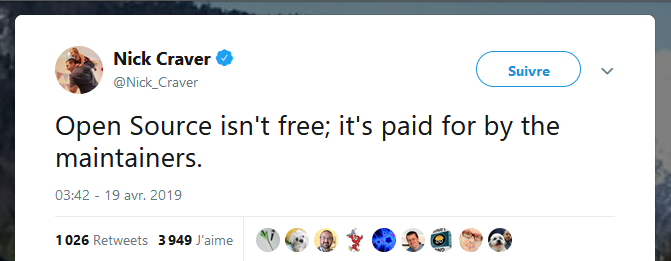 Nick Craver
@Nick_Craver
Suivre
Open Source isn't free; it's paid for by the
maintainers.
03:42 - 19 avr. 2019
1 026 Retweets 3 949 J'aime